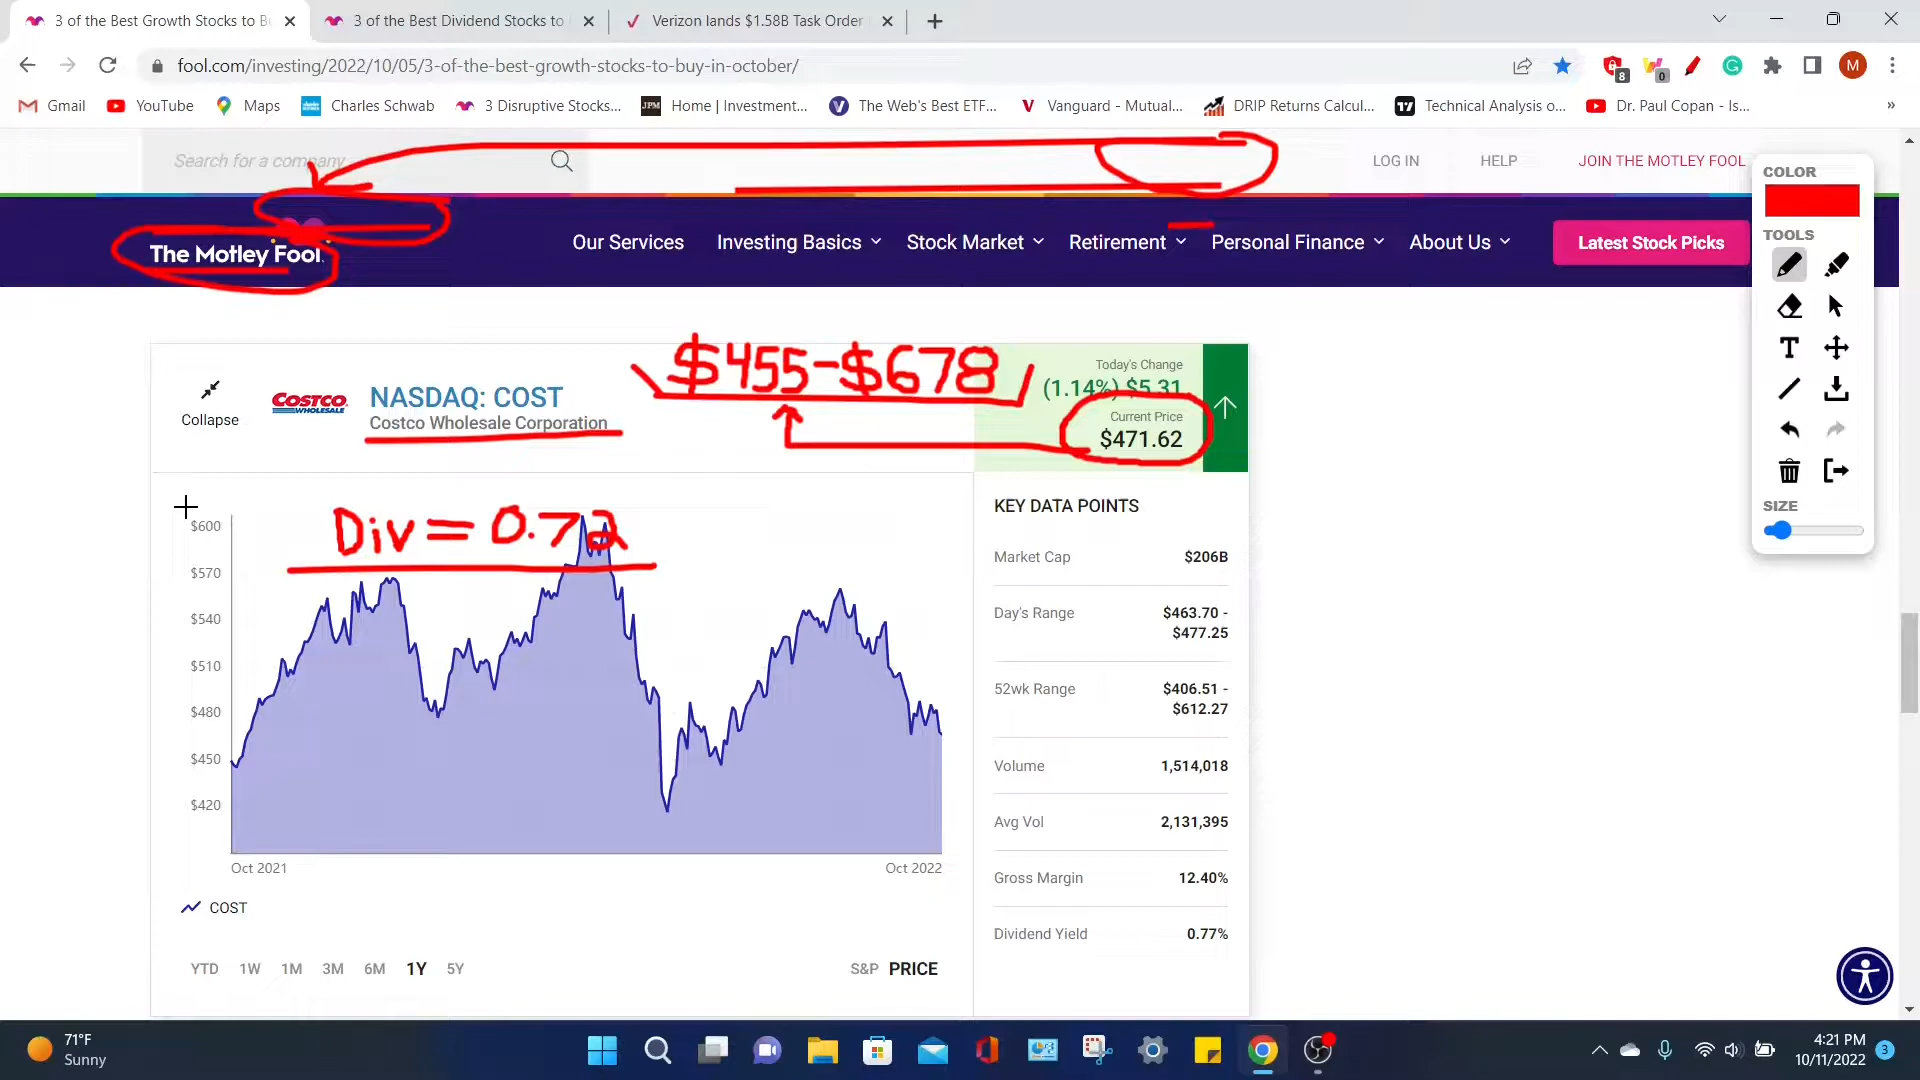 3 of the Best Growth Stocks to B
3 of the Best Dividend Stocks to
Verizon lands $1.58B Task Order
fool.com/investing/2022/10/05/3-of-the-best-growth-stocks-to-buy-in-october/
8
0
M
Gmail
YouTube
Maps
Charles Schwab
3 Disruptive Stocks...
JPM
Home | Investment...
The Web's Best ETF...
Vanguard - Mutual...
DRIP Returns Calcul...
Technical Analysis o...
Dr. Paul Copan - Is...
»
Search for a company
LOG IN
HELP
JOIN THE MOTLEY FOOL
The Motley Fool.
Our Services
Investing Basics
Stock Market
Retirement
Personal Finance
About Us
Latest Stock Picks
COLOR
TOOLS
T
SIZE
Collapse
COSTCO
WHOLESALE
NASDAQ: COST
Costco Wholesale Corporation
$455-$678
Today's Change
(1.14%) $5.31
Current Price
$471.62
Div = 0.72
$600
$570
$540
$510
$480
$450
$420
Oct 2021
Oct 2022
COST
YTD 1W 1M 3M 6M 1Y 5Y
S&P PRICE
KEY DATA POINTS
Market Cap $206B
Day's Range $463.70 -
$477.25
52wk Range $406.51 -
$612.27
Volume 1,514,018
Avg Vol 2,131,395
Gross Margin 12.40%
Dividend Yield 0.77%
71°F
Sunny
4:21 PM
10/11/2022
3